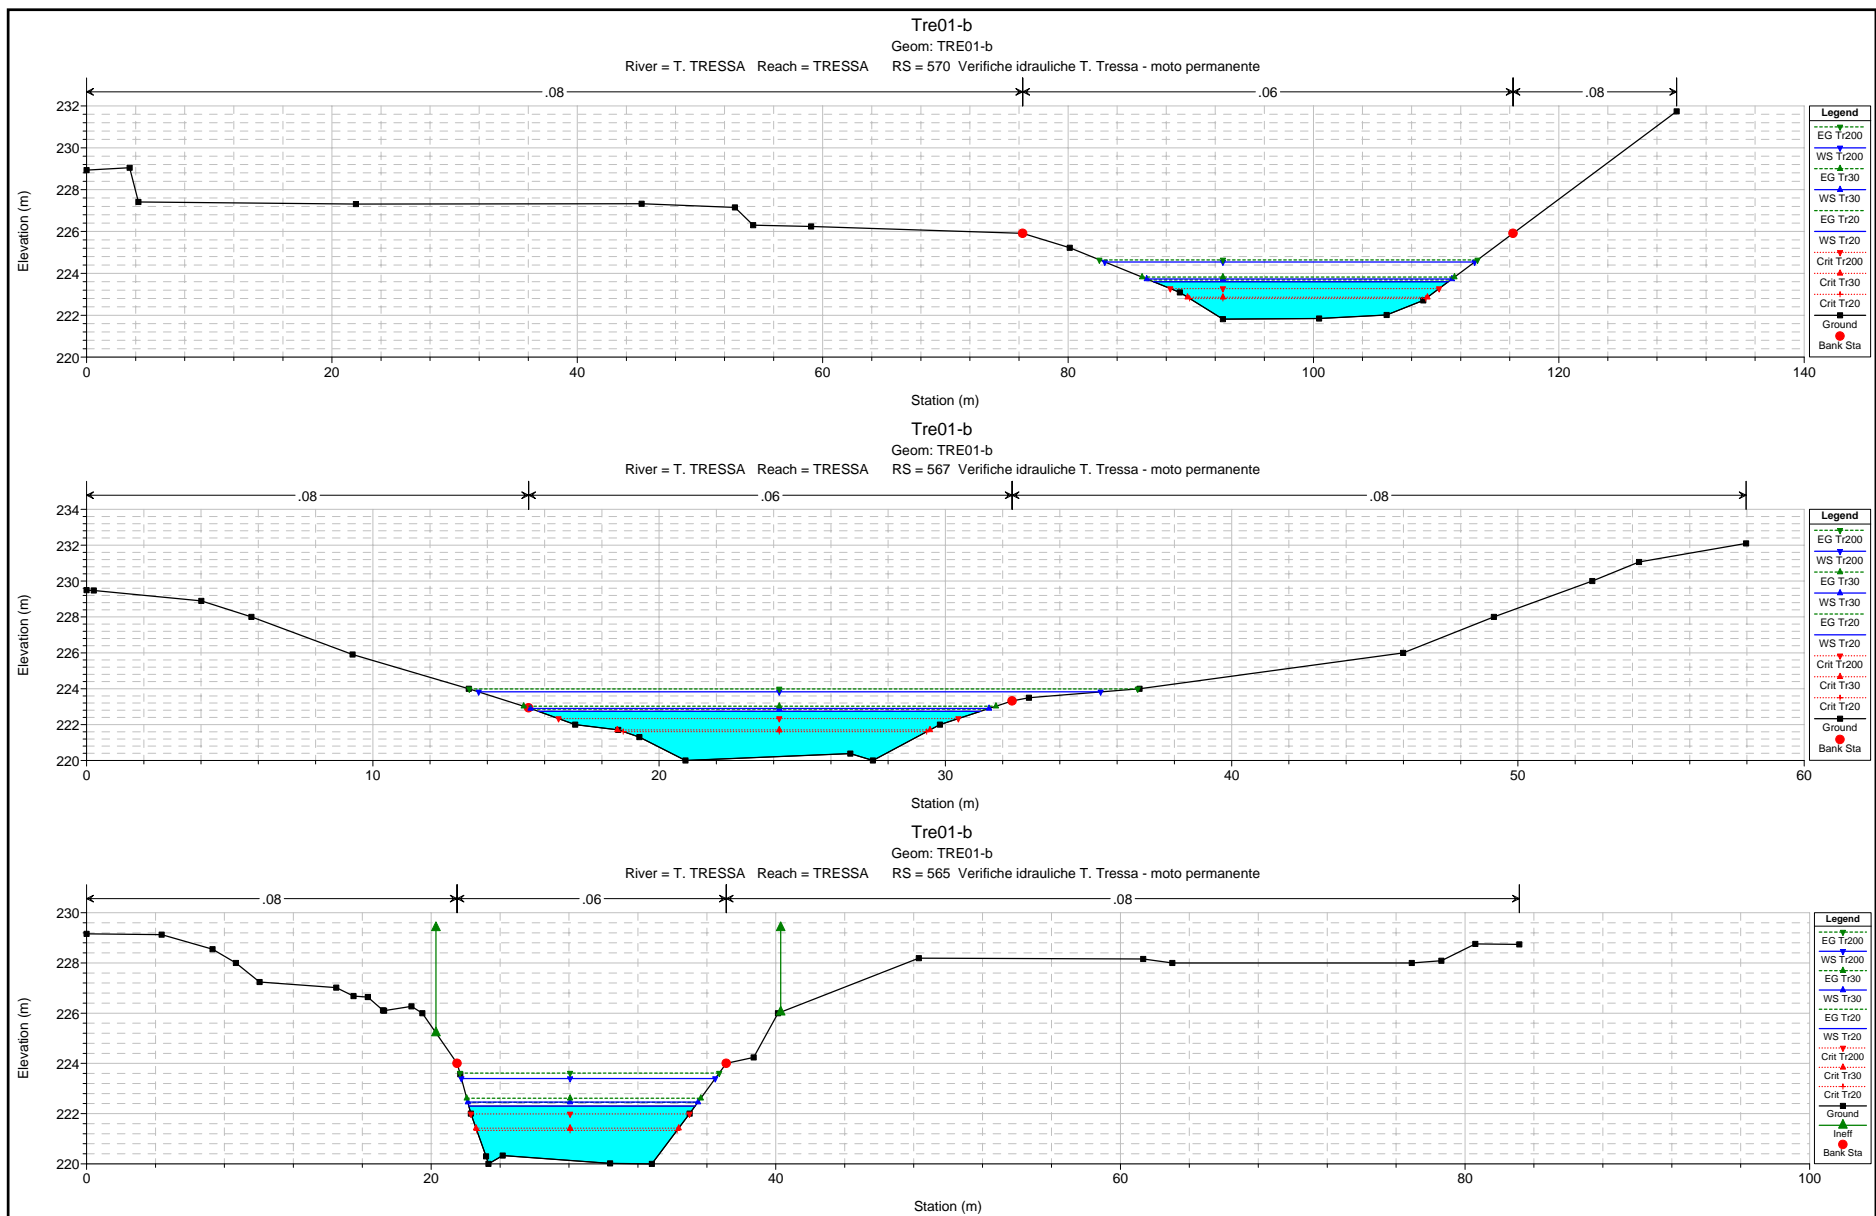 Tre01-b
Geom: TRE01-b
River = T. TRESSA Reach = TRESSA RS = 570 Verifiche idrauliche T. Tressa - moto permanente
.08 .06 .08
232
230
228
226
224
222
220
Elevation (m)
0 20 40 60 80 100 120 140
Station (m)
Legend
EG Tr200
WS Tr200
EG Tr30
WS Tr30
EG Tr20
WS Tr20
Crit Tr200
Crit Tr30
Crit Tr20
Ground
Bank Sta
Tre01-b
Geom: TRE01-b
River = T. TRESSA Reach = TRESSA RS = 567 Verifiche idrauliche T. Tressa - moto permanente
.08 .06 .08
234
232
230
228
226
224
222
220
Elevation (m)
0 10 20 30 40 50 60
Station (m)
Legend
EG Tr200
WS Tr200
EG Tr30
WS Tr30
EG Tr20
WS Tr20
Crit Tr200
Crit Tr30
Crit Tr20
Ground
Bank Sta
Tre01-b
Geom: TRE01-b
River = T. TRESSA Reach = TRESSA RS = 565 Verifiche idrauliche T. Tressa - moto permanente
.08 .06 .08
230
228
226
224
222
220
Elevation (m)
0 20 40 60 80 100
Station (m)
Legend
EG Tr200
WS Tr200
EG Tr30
WS Tr30
EG Tr20
WS Tr20
Crit Tr200
Crit Tr30
Crit Tr20
Ground
Ineff
Bank Sta